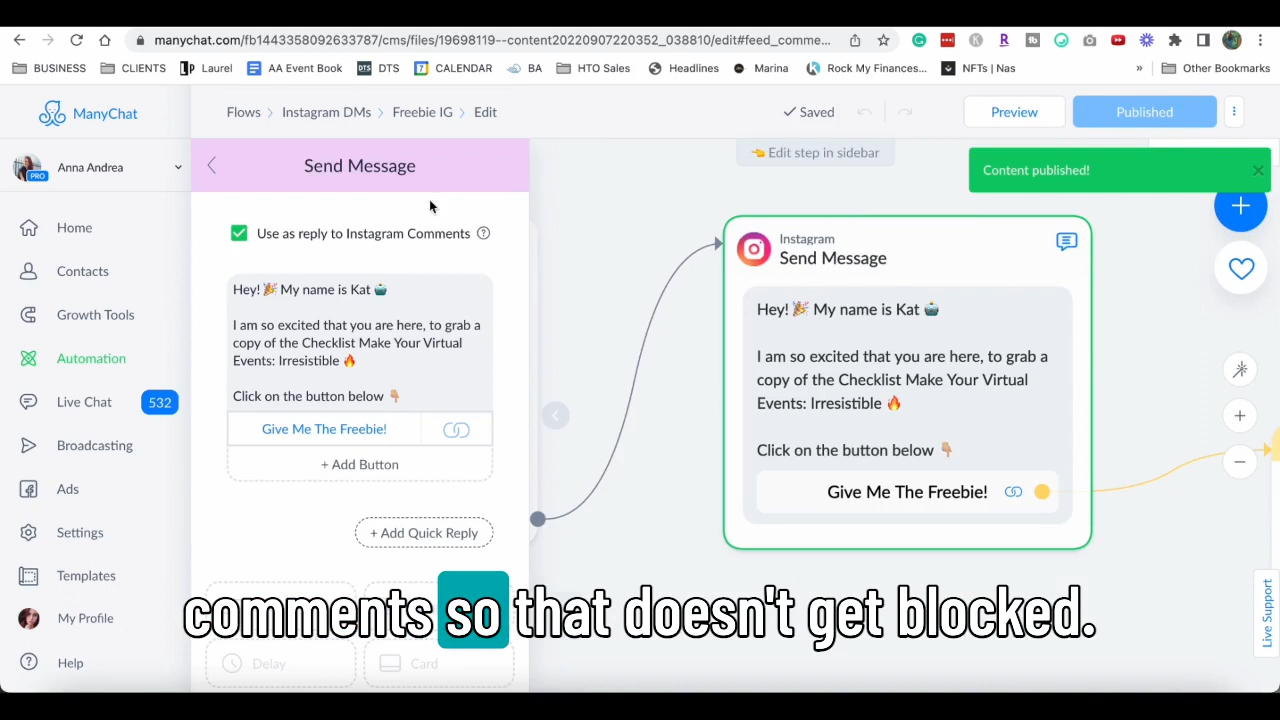 manychat.com/fb1443358092633787/cms/files/19698119--content20220907220352_038810/edit#feed_comme...
BUSINESS
CLIENTS
Laurel
AA Event Book
DTS
CALENDAR
BA
HTO Sales
Headlines
Marina
Rock My Finances...
NFTs | Nas
»
Other Bookmarks
ManyChat
Flows > Instagram DMs > Freebie IG > Edit
Saved
Preview
Published
PRO
Anna Andrea
Home
Contacts
Growth Tools
Automation
Live Chat
532
Broadcasting
Ads
Settings
Templates
My Profile
Help
Send Message
Use as reply to Instagram Comments
Hey! 🎉 My name is Kat 🤖
I am so excited that you are here, to grab a
copy of the Checklist Make Your Virtual
Events: Irresistible 🔥
Click on the button below 👇🏼
Give Me The Freebie!
+ Add Button
+ Add Quick Reply
Delay
Card
👈 Edit step in sidebar
Content published!
Instagram
Send Message
Hey! 🎉 My name is Kat 🤖
I am so excited that you are here, to grab a
copy of the Checklist Make Your Virtual
Events: Irresistible 🔥
Click on the button below 👇🏼
Give Me The Freebie!
Live Support
comments so that doesn't get blocked.